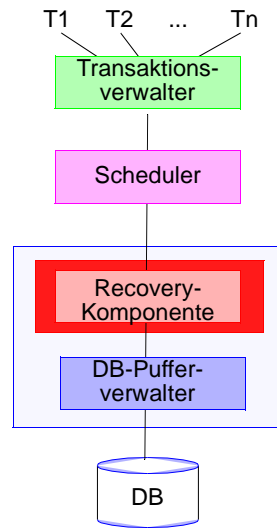 T1 T2 ... Tn
Transaktions-
verwalter
Scheduler
Recovery-
Komponente
DB-Puffer-
verwalter
DB